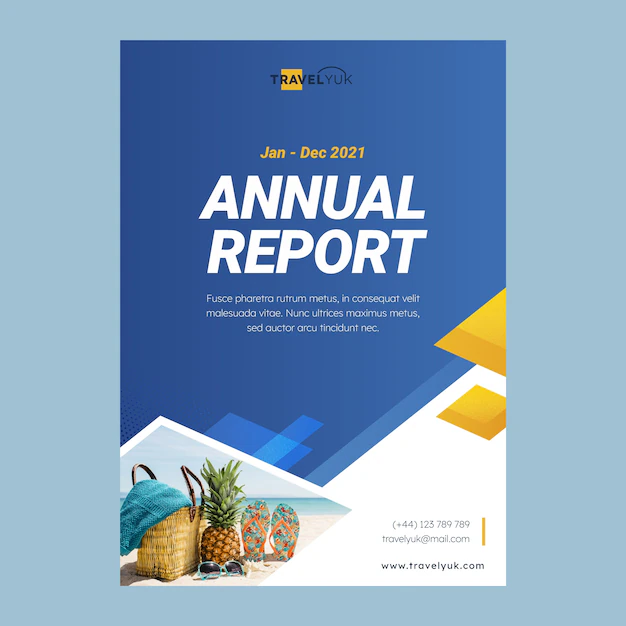 TRAVELYUK
Jan - Dec 2021
ANNUAL
REPORT
Fusce pharetra rutrum metus, in consequat velit
malesuada vitae. Nunc ultrices maximus metus,
sed auctor arcu tincidunt nec.
(++44) 123 789 789
travelyuk@mail.com
www.travelyuk.com